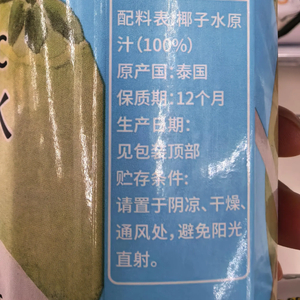 配料表:椰子水原
汁(100%)
原产国:泰国
保质期:12个月
生产日期:
见包装顶部
贮存条件:
请置于阴凉、干燥、
通风处,避免阳光
直射。
水